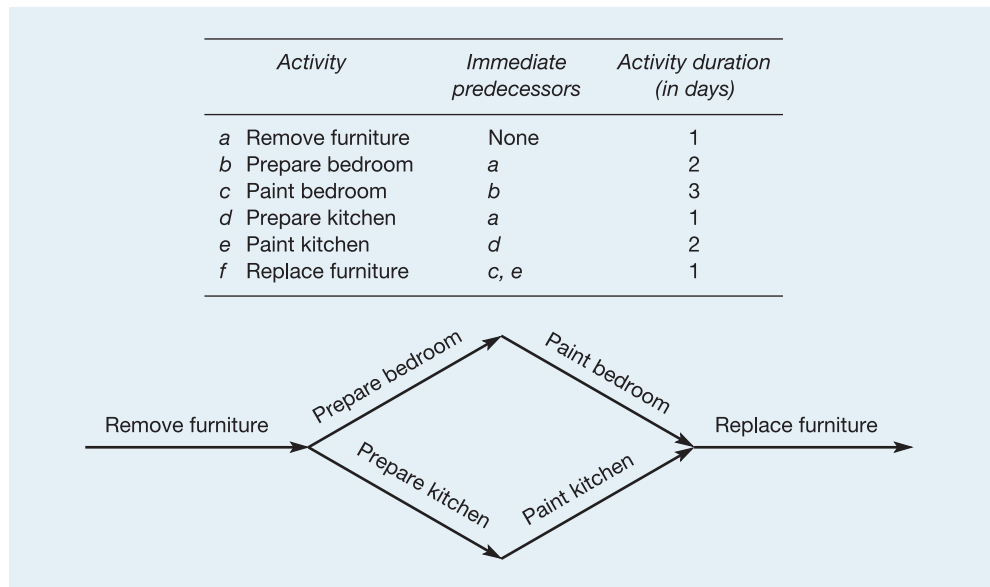 Activity Immediate predecessors Activity duration (in days)
a Remove furniture None 1
b Prepare bedroom a 2
c Paint bedroom b 3
d Prepare kitchen a 1
e Paint kitchen d 2
f Replace furniture c, e 1
Prepare bedroom
Paint bedroom
Remove furniture
Replace furniture
Prepare kitchen
Paint kitchen